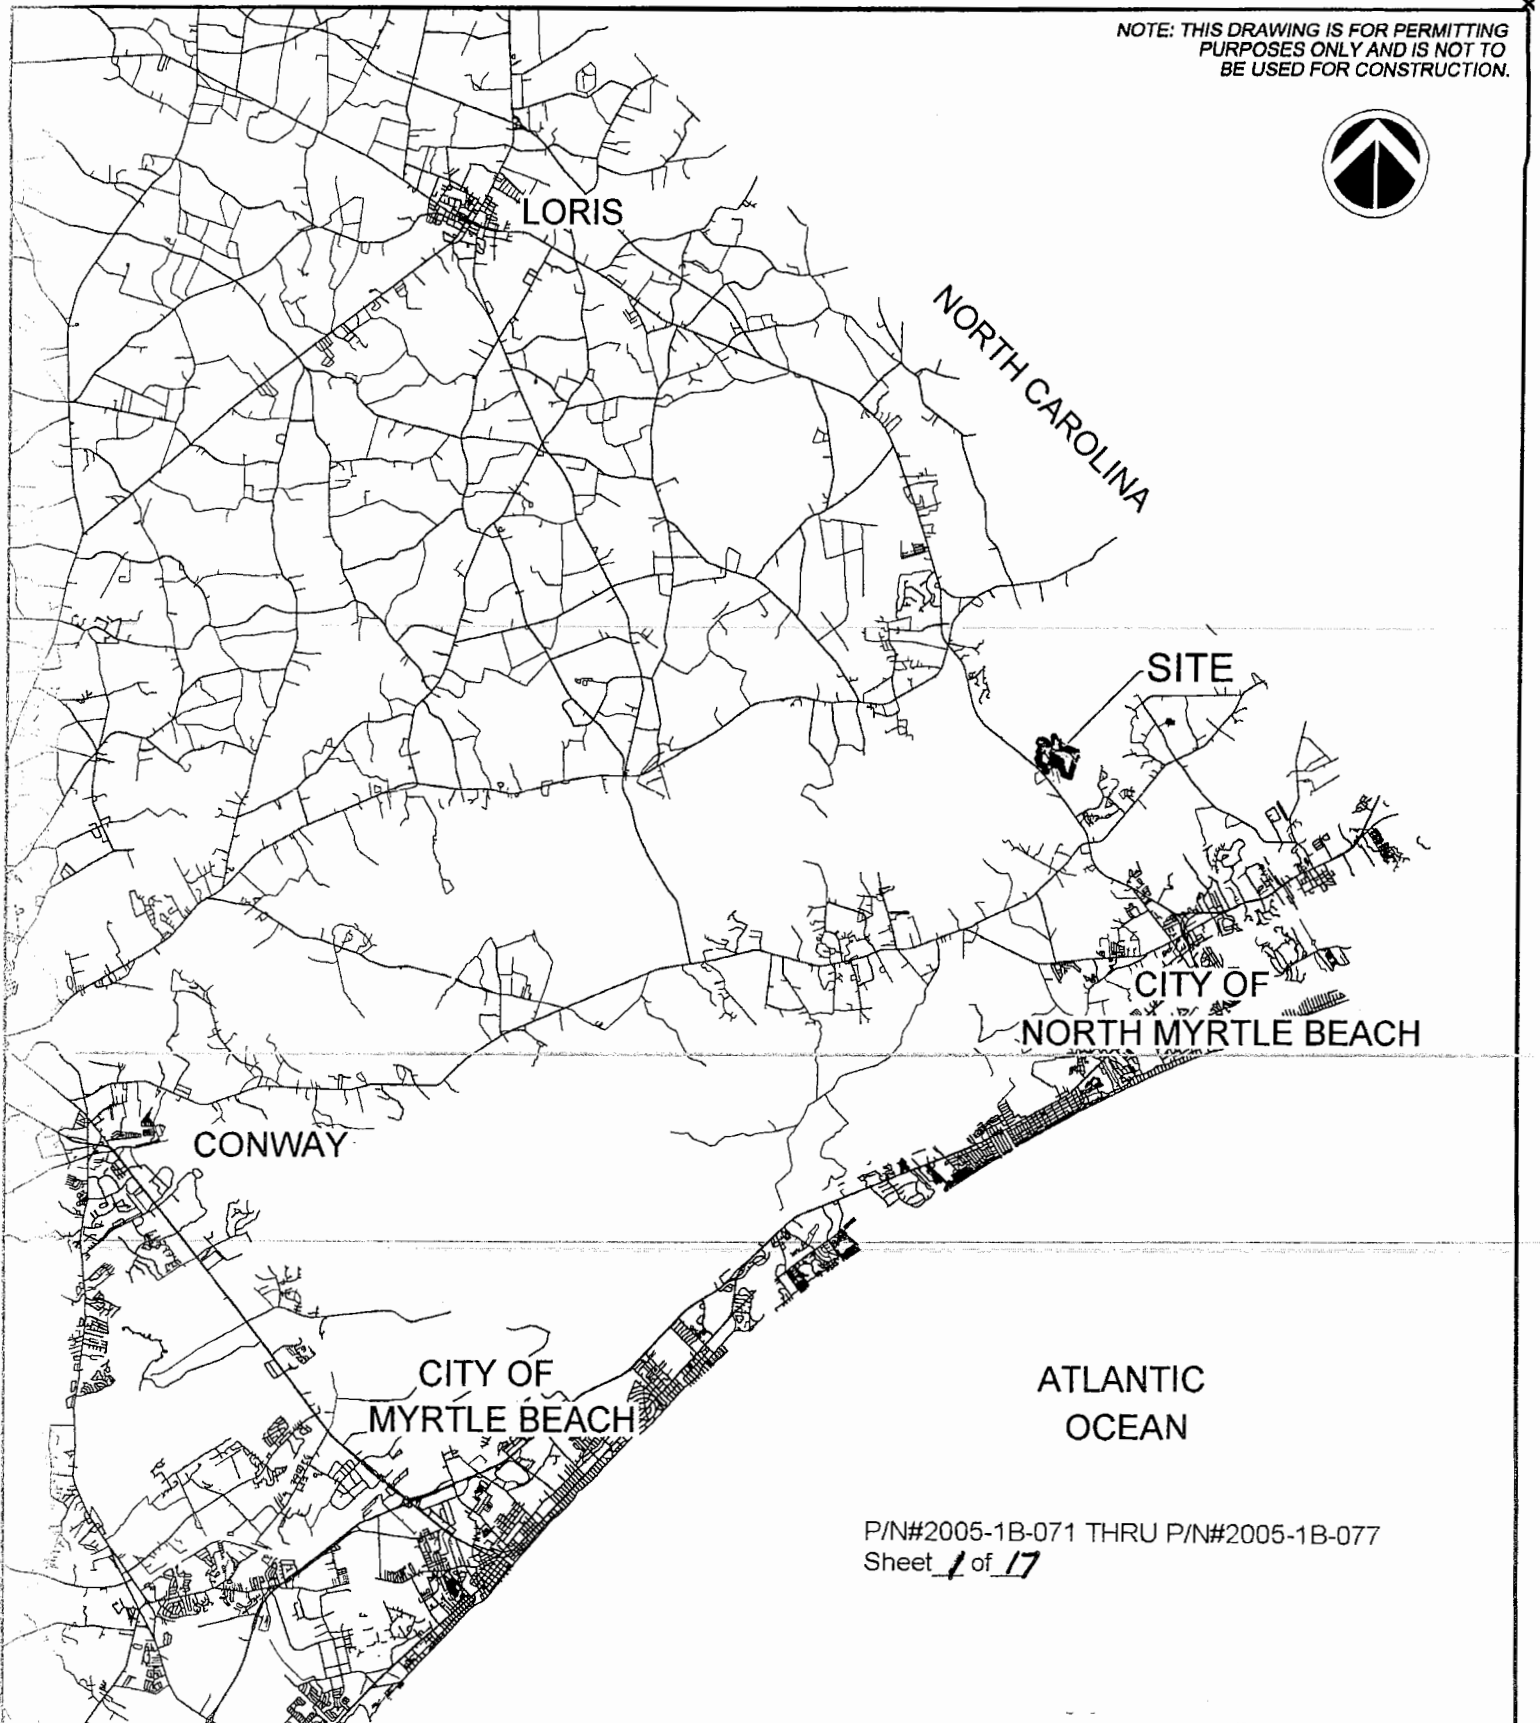 NOTE: THIS DRAWING IS FOR PERMITTING
PURPOSES ONLY AND IS NOT TO
BE USED FOR CONSTRUCTION.
LORIS
NORTH CAROLINA
SITE
CITY OF
NORTH MYRTLE BEACH
CONWAY
CITY OF
MYRTLE BEACH
ATLANTIC
OCEAN
P/N#2005-1B-071 THRU P/N#2005-1B-077
Sheet 1 of 17